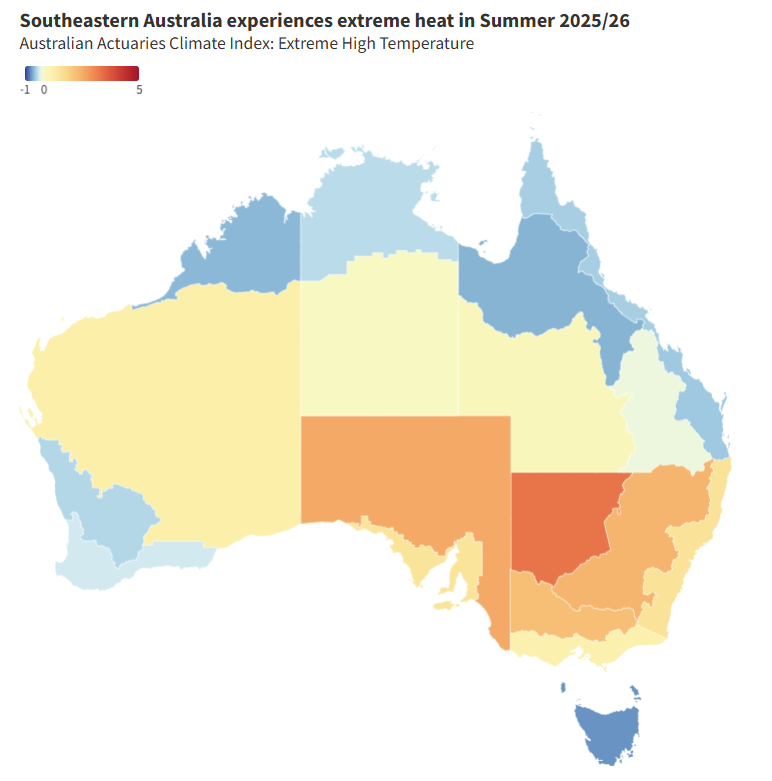 Southeastern Australia experiences extreme heat in Summer 2025/26
Australian Actuaries Climate Index: Extreme High Temperature
-1 0 5